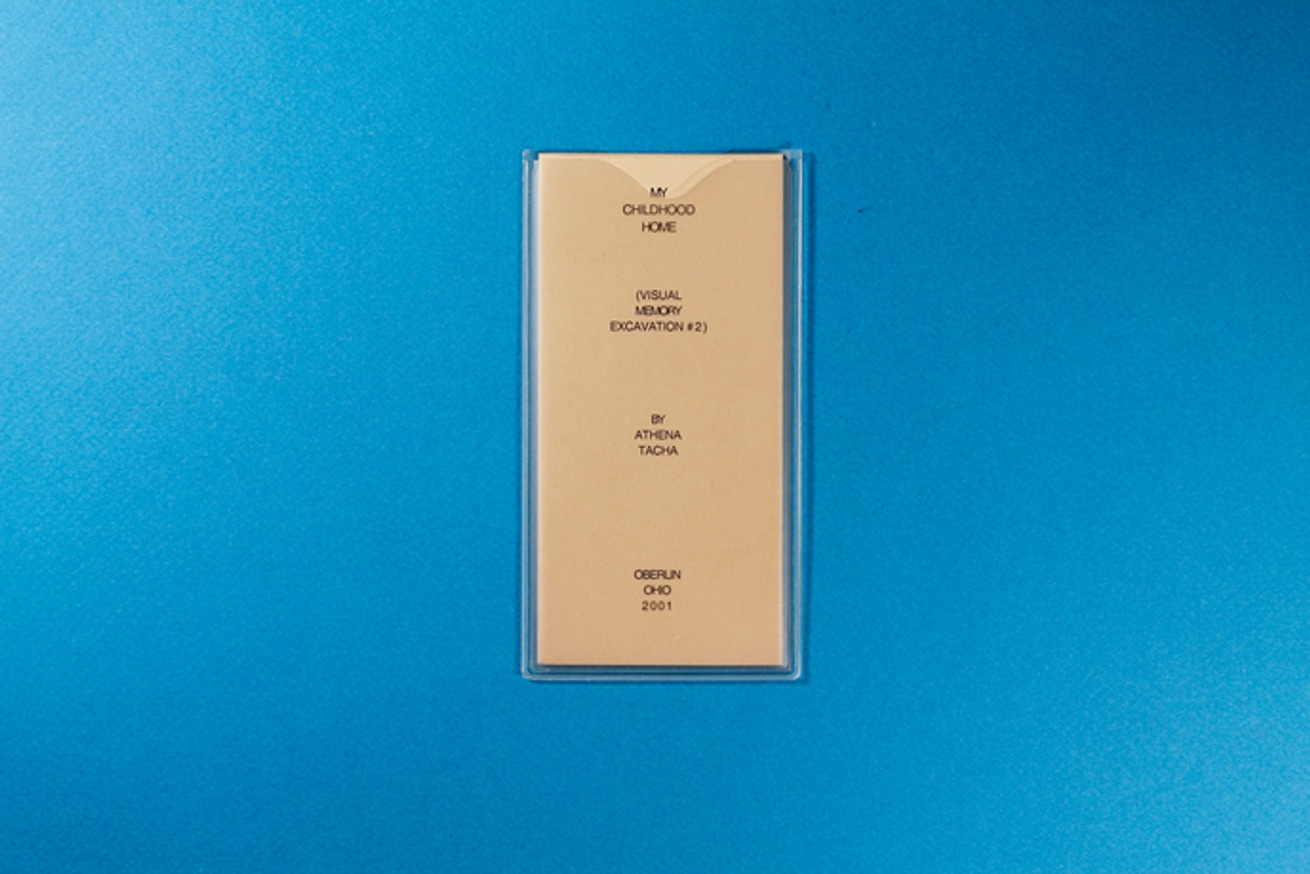 MY
CHILDHOOD
HOME
(VISUAL
MEMORY
EXCAVATION #2)
BY
ATHENA
TACHA
OBERLIN
OHIO
2001